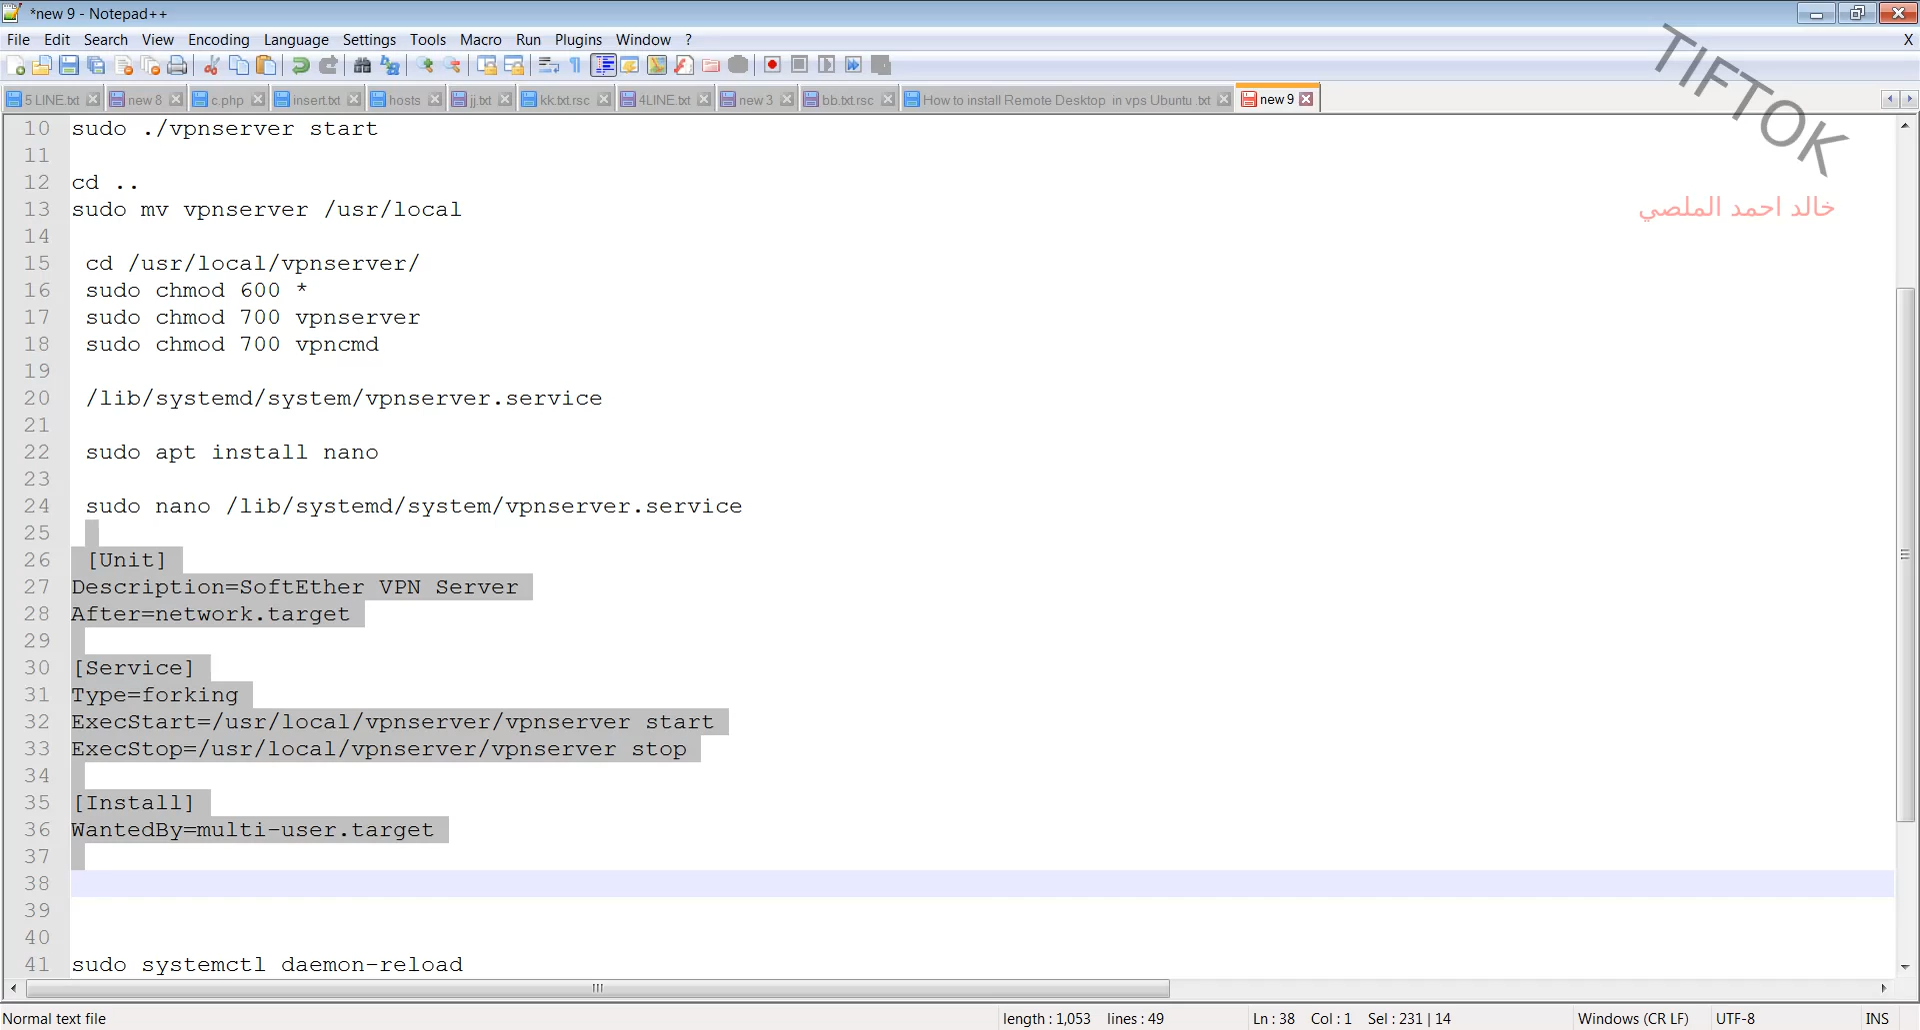 *new 9 - Notepad++
File Edit Search View Encoding Language Settings Tools Macro Run Plugins Window ? X
5 LINE.txt new 8 c.php insert.txt hosts jj.txt kk.txt.rsc 4LINE.txt new 3 bb.txt.rsc How to install Remote Desktop in vps Ubuntu .txt new 9
TIFTOK
خالد احمد الملصي
10 sudo ./vpnserver start
11
12 cd ..
13 sudo mv vpnserver /usr/local
14
15 cd /usr/local/vpnserver/
16 sudo chmod 600 *
17 sudo chmod 700 vpnserver
18 sudo chmod 700 vpncmd
19
20 /lib/systemd/system/vpnserver.service
21
22 sudo apt install nano
23
24 sudo nano /lib/systemd/system/vpnserver.service
25
26 [Unit]
27 Description=SoftEther VPN Server
28 After=network.target
29
30 [Service]
31 Type=forking
32 ExecStart=/usr/local/vpnserver/vpnserver start
33 ExecStop=/usr/local/vpnserver/vpnserver stop
34
35 [Install]
36 WantedBy=multi-user.target
37
38
39
40
41 sudo systemctl daemon-reload
Normal text file length : 1,053 lines : 49 Ln : 38 Col : 1 Sel : 231 | 14 Windows (CR LF) UTF-8 INS